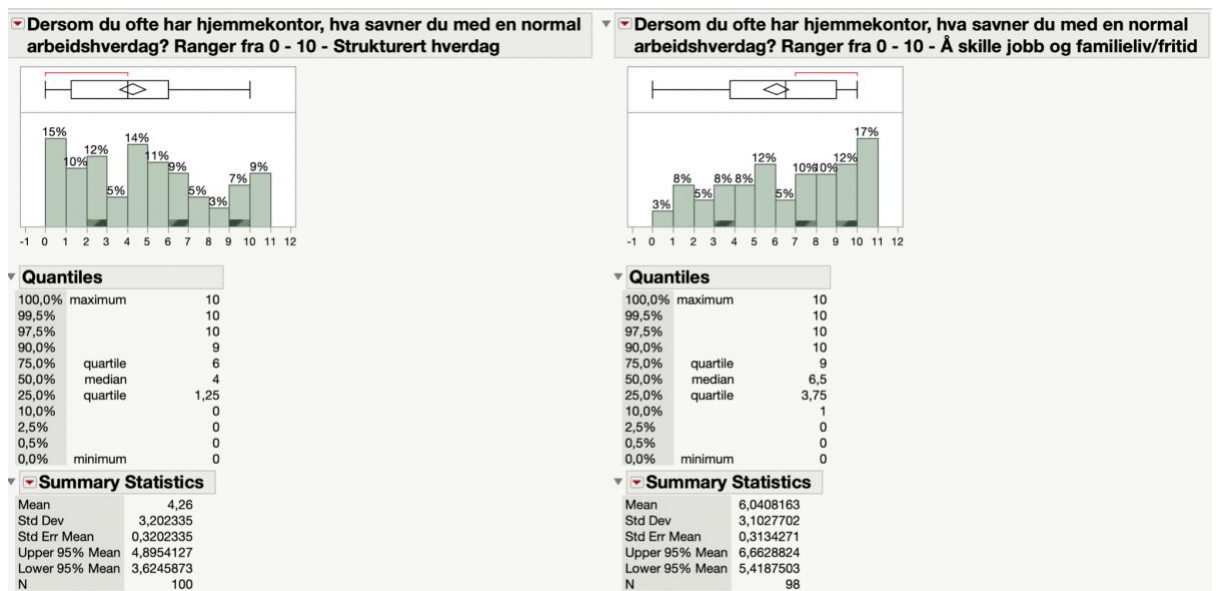 Dersom du ofte har hjemmekontor, hva savner du med en normal
arbeidshverdag? Ranger fra 0 - 10 - Strukturert hverdag
15%
10%
12%
5%
14%
11%
9%
5%
3%
7%
9%
-1 0 1 2 3 4 5 6 7 8 9 10 11 12
Quantiles
100,0% maximum 10
99,5% 10
97,5% 10
90,0% 9
75,0% quartile 6
50,0% median 4
25,0% quartile 1,25
10,0% 0
2,5% 0
0,5% 0
0,0% minimum 0
Summary Statistics
Mean 4,26
Std Dev 3,202335
Std Err Mean 0,3202335
Upper 95% Mean 4,8954127
Lower 95% Mean 3,6245873
N 100
Dersom du ofte har hjemmekontor, hva savner du med en normal
arbeidshverdag? Ranger fra 0 - 10 - Å skille jobb og familieliv/fritid
3%
8%
5%
8%
8%
12%
5%
10%
10%
12%
17%
-1 0 1 2 3 4 5 6 7 8 9 10 11 12
Quantiles
100,0% maximum 10
99,5% 10
97,5% 10
90,0% 10
75,0% quartile 9
50,0% median 6,5
25,0% quartile 3,75
10,0% 1
2,5% 0
0,5% 0
0,0% minimum 0
Summary Statistics
Mean 6,0408163
Std Dev 3,1027702
Std Err Mean 0,3134271
Upper 95% Mean 6,6628824
Lower 95% Mean 5,4187503
N 98